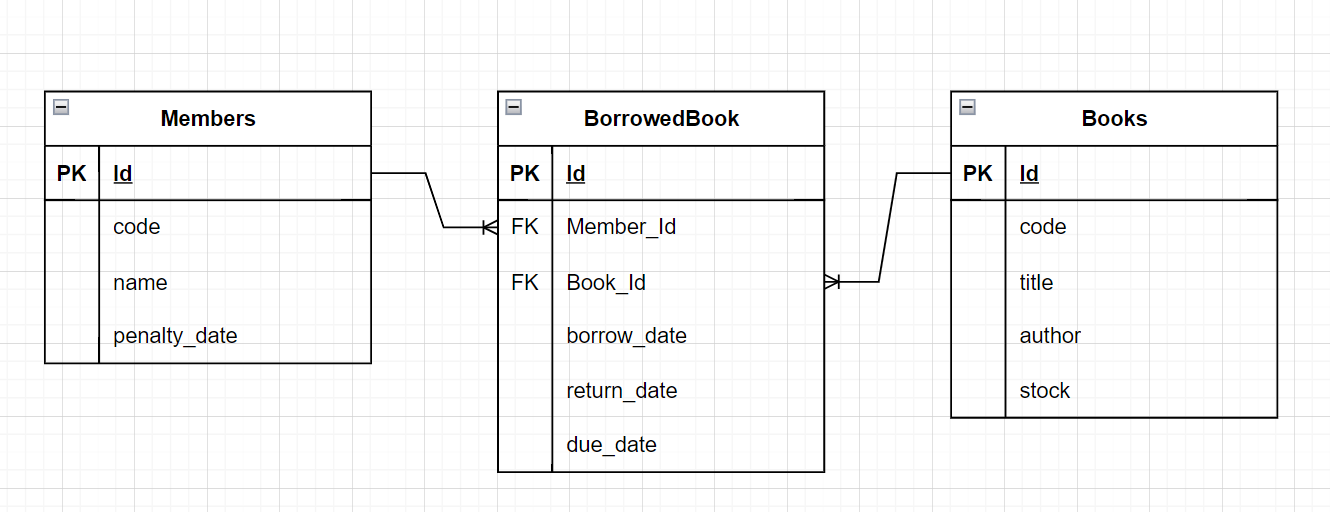 Members
PK Id
code
name
penalty_date
BorrowedBook
PK Id
FK Member_Id
FK Book_Id
borrow_date
return_date
due_date
Books
PK Id
code
title
author
stock